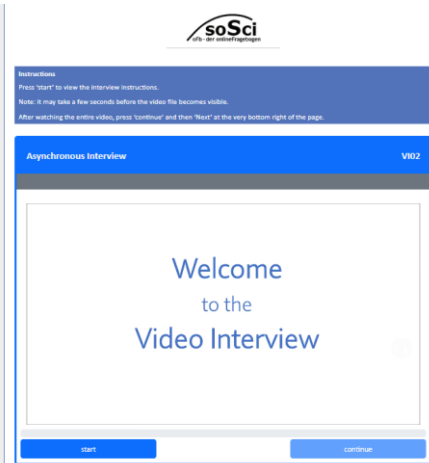 soSci
ofb - der onlineFragebogen
Instructions
Press 'start' to view the interview instructions.
Note: it may take a few seconds before the video file becomes visible.
After watching the entire video, press 'continue' and then 'Next' at the very bottom right of the page.
Asynchronous Interview VI02
Welcome
to the
Video Interview
start continue